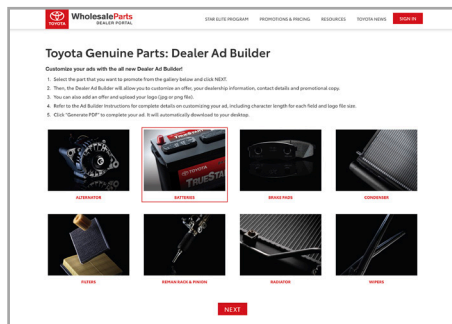 TOYOTA
WholesaleParts
DEALER PORTAL
STAR ELITE PROGRAM
PROMOTIONS & PRICING
RESOURCES
TOYOTA NEWS
SIGN IN
Toyota Genuine Parts: Dealer Ad Builder
Customize your ads with the all new Dealer Ad Builder!
1. Select the part that you want to promote from the gallery below and click NEXT.
2. Then, the Dealer Ad Builder will allow you to customize an offer, your dealership information, contact details and promotional copy.
3. You can also add an offer and upload your logo (jpg or png file).
4. Refer to the Ad Builder Instructions for complete details on customizing your ad, including character length for each field and logo file size.
5. Click "Generate PDF" to complete your ad. It will automatically download to your desktop.
TOYOTA
TRUESTAR
ALTERNATOR
BATTERIES
BRAKE PADS
CONDENSER
FILTERS
REMAN RACK & PINION
RADIATOR
WIPERS
NEXT